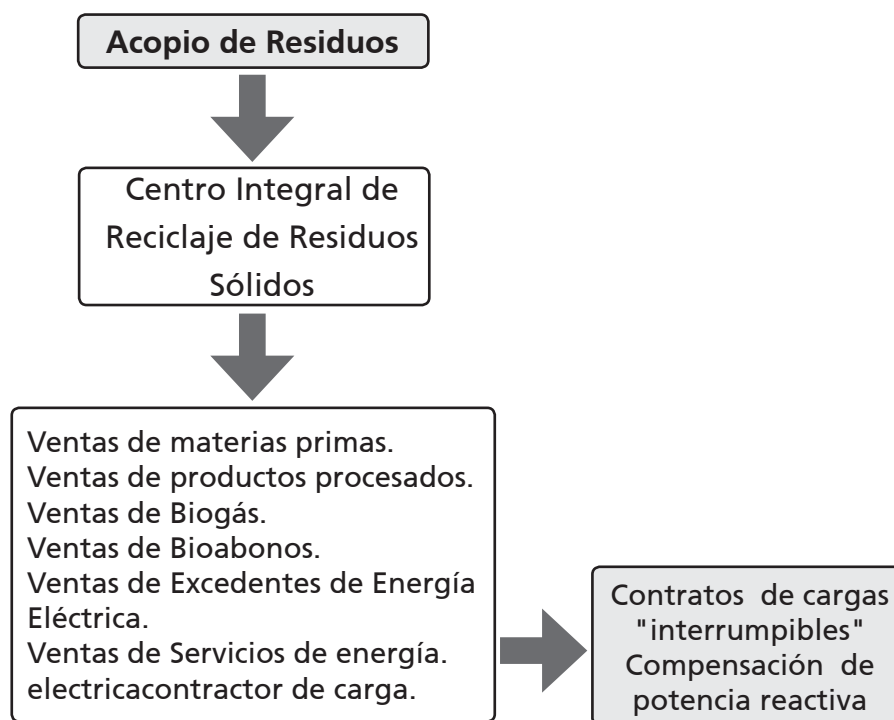 Acopio de Residuos
Centro Integral de
Reciclaje de Residuos
Sólidos
Ventas de materias primas.
Ventas de productos procesados.
Ventas de Biogás.
Ventas de Bioabonos.
Ventas de Excedentes de Energía
Eléctrica.
Ventas de Servicios de energía.
electricacontractor de carga.
Contratos de cargas
"interrumpibles"
Compensación de
potencia reactiva